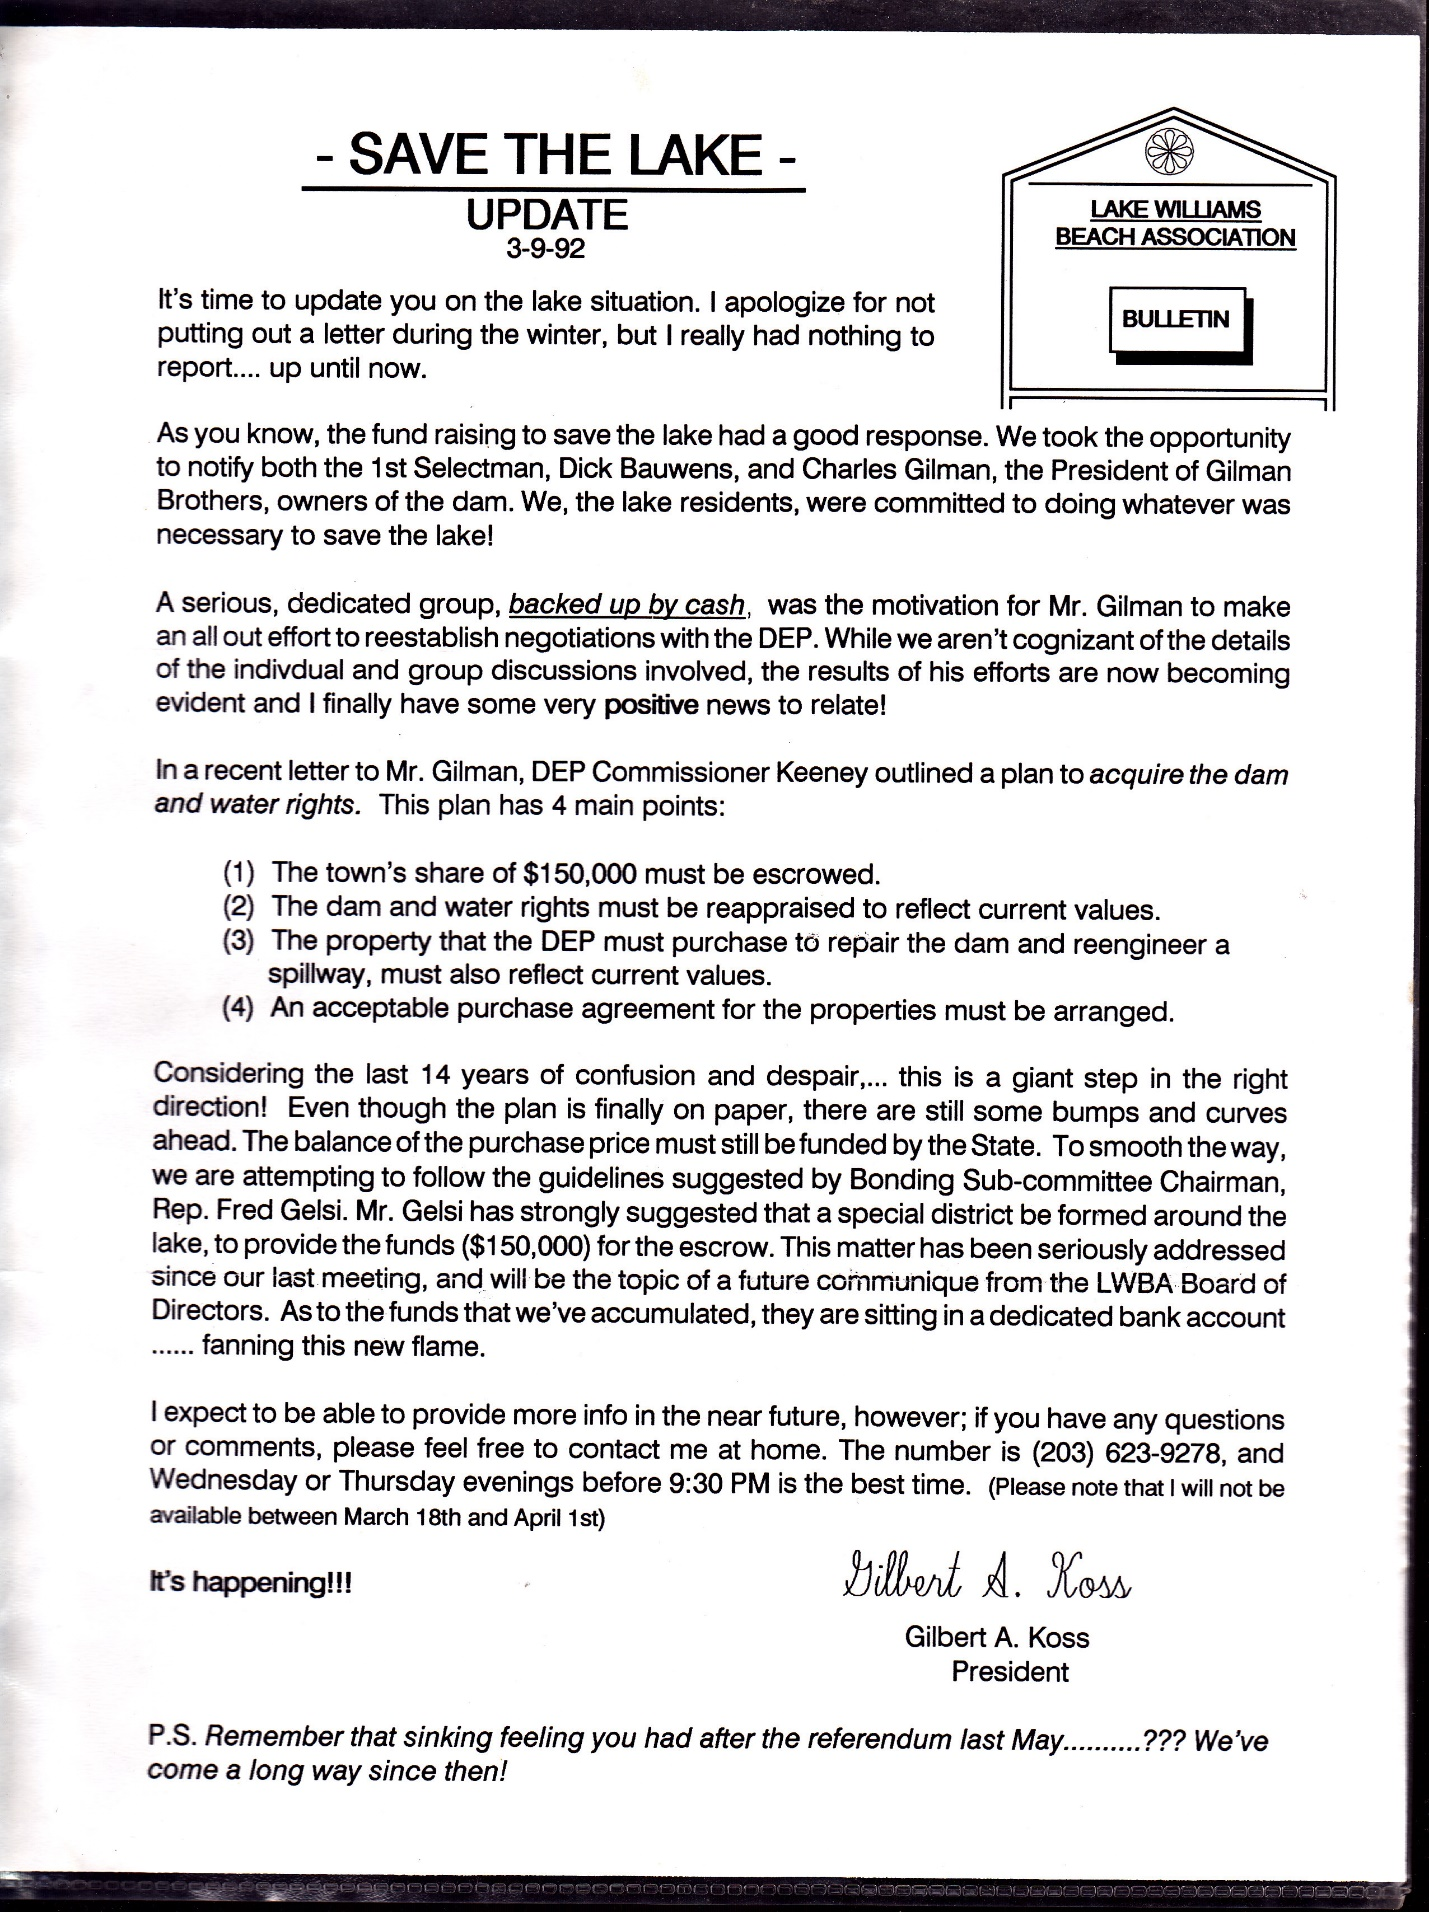 - SAVE THE LAKE -
UPDATE
3-9-92
LAKE WILLIAMS
BEACH ASSOCIATION
BULLETIN
It's time to update you on the lake situation. I apologize for not
putting out a letter during the winter, but I really had nothing to
report.... up until now.
As you know, the fund raising to save the lake had a good response. We took the opportunity
to notify both the 1st Selectman, Dick Bauwens, and Charles Gilman, the President of Gilman
Brothers, owners of the dam. We, the lake residents, were committed to doing whatever was
necessary to save the lake!
A serious, dedicated group, backed up by cash, was the motivation for Mr. Gilman to make
an all out effort to reestablish negotiations with the DEP. While we aren't cognizant of the details
of the indivdual and group discussions involved, the results of his efforts are now becoming
evident and I finally have some very positive news to relate!
In a recent letter to Mr. Gilman, DEP Commissioner Keeney outlined a plan to acquire the dam
and water rights. This plan has 4 main points:
(1) The town's share of $150,000 must be escrowed.
(2) The dam and water rights must be reappraised to reflect current values.
(3) The property that the DEP must purchase to repair the dam and reengineer a
spillway, must also reflect current values.
(4) An acceptable purchase agreement for the properties must be arranged.
Considering the last 14 years of confusion and despair,... this is a giant step in the right
direction! Even though the plan is finally on paper, there are still some bumps and curves
ahead. The balance of the purchase price must still be funded by the State. To smooth the way,
we are attempting to follow the guidelines suggested by Bonding Sub-committee Chairman,
Rep. Fred Gelsi. Mr. Gelsi has strongly suggested that a special district be formed around the
lake, to provide the funds ($150,000) for the escrow. This matter has been seriously addressed
since our last meeting, and will be the topic of a future communique from the LWBA Board of
Directors. As to the funds that we've accumulated, they are sitting in a dedicated bank account
...... fanning this new flame.
I expect to be able to provide more info in the near future, however; if you have any questions
or comments, please feel free to contact me at home. The number is (203) 623-9278, and
Wednesday or Thursday evenings before 9:30 PM is the best time. (Please note that I will not be
available between March 18th and April 1st)
It's happening!!!
Gilbert A. Koss
Gilbert A. Koss
President
P.S. Remember that sinking feeling you had after the referendum last May..........??? We've
come a long way since then!